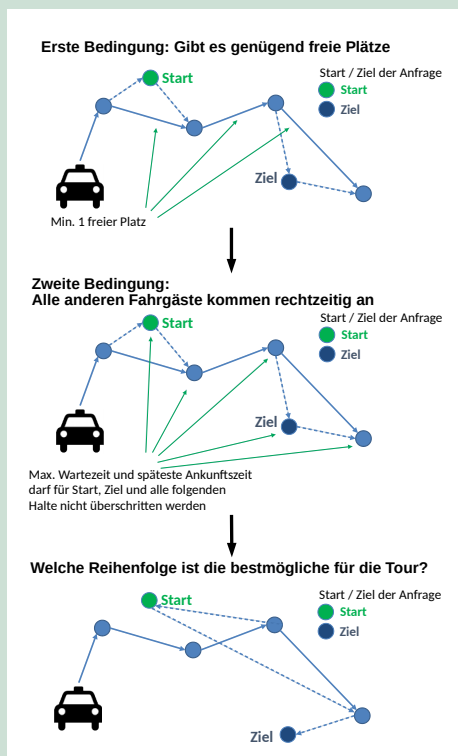 Erste Bedingung: Gibt es genügend freie Plätze
Start / Ziel der Anfrage
Start
Start
Ziel
Ziel
Min. 1 freier Platz
Zweite Bedingung:
Alle anderen Fahrgäste kommen rechtzeitig an
Start / Ziel der Anfrage
Start
Start
Ziel
Ziel
Max. Wartezeit und späteste Ankunftszeit
darf für Start, Ziel und alle folgenden
Halte nicht überschritten werden
Welche Reihenfolge ist die bestmögliche für die Tour?
Start / Ziel der Anfrage
Start
Start
Ziel
Ziel